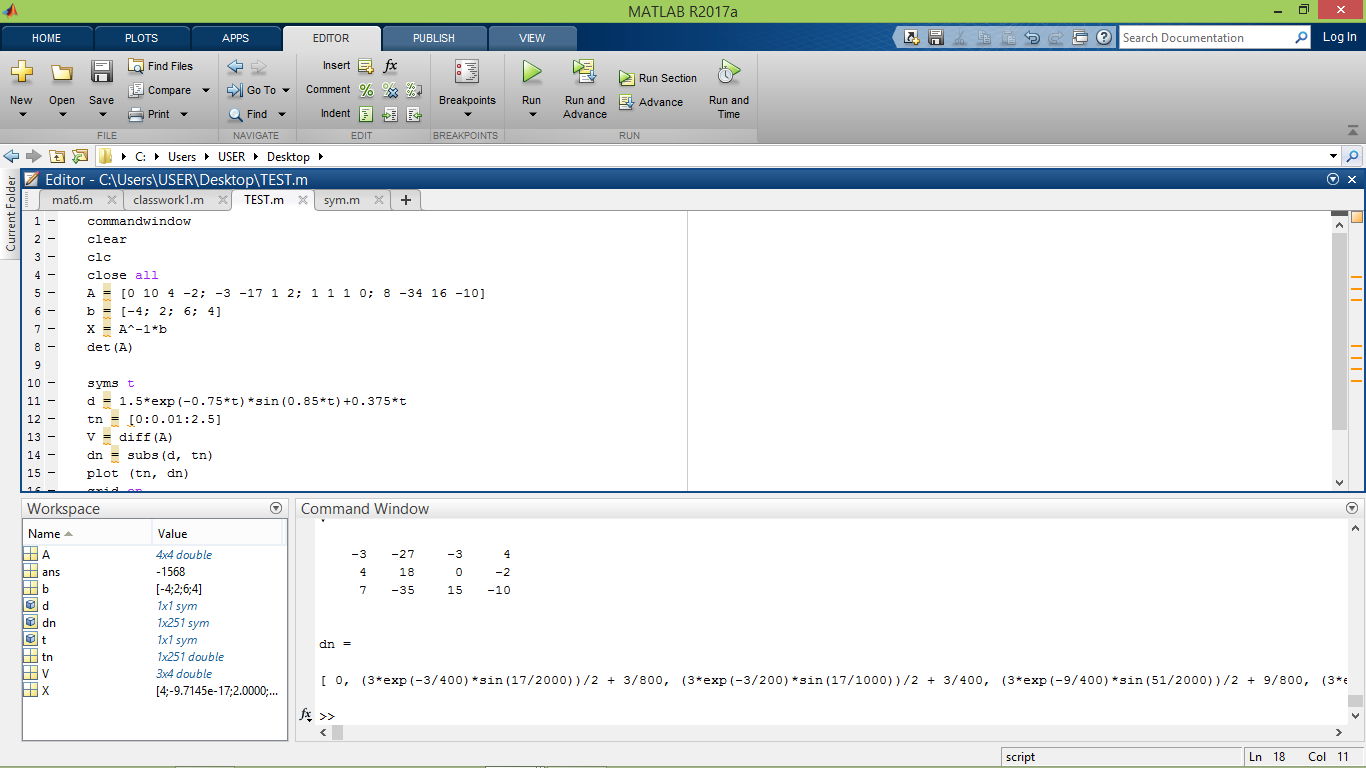 MATLAB R2017a
HOME PLOTS APPS EDITOR PUBLISH VIEW Search Documentation Log In
New Open Save Find Files Compare Print
Go To Find
Insert fx Comment Indent
Breakpoints
Run Run and Advance Run Section Advance Run and Time
FILE NAVIGATE EDIT BREAKPOINTS RUN
C: Users USER Desktop
Current Folder
Editor - C:\Users\USER\Desktop\TEST.m
mat6.m classwork1.m TEST.m sym.m +
1 - commandwindow
2 - clear
3 - clc
4 - close all
5 - A = [0 10 4 -2; -3 -17 1 2; 1 1 1 0; 8 -34 16 -10]
6 - b = [-4; 2; 6; 4]
7 - X = A^-1*b
8 - det(A)
9
10 - syms t
11 - d = 1.5*exp(-0.75*t)*sin(0.85*t)+0.375*t
12 - tn = [0:0.01:2.5]
13 - V = diff(A)
14 - dn = subs(d, tn)
15 - plot (tn, dn)
16 - grid on
Workspace
Name Value
A 4x4 double
ans -1568
b [-4;2;6;4]
d 1x1 sym
dn 1x251 sym
t 1x1 sym
tn 1x251 double
V 3x4 double
X [4;-9.7145e-17;2.0000;...
Command Window
-3 -27 -3 4
4 18 0 -2
7 -35 15 -10
dn =
[ 0, (3*exp(-3/400)*sin(17/2000))/2 + 3/800, (3*exp(-3/200)*sin(17/1000))/2 + 3/400, (3*exp(-9/400)*sin(51/2000))/2 + 9/800, (3*e
fx >>
script Ln 18 Col 11